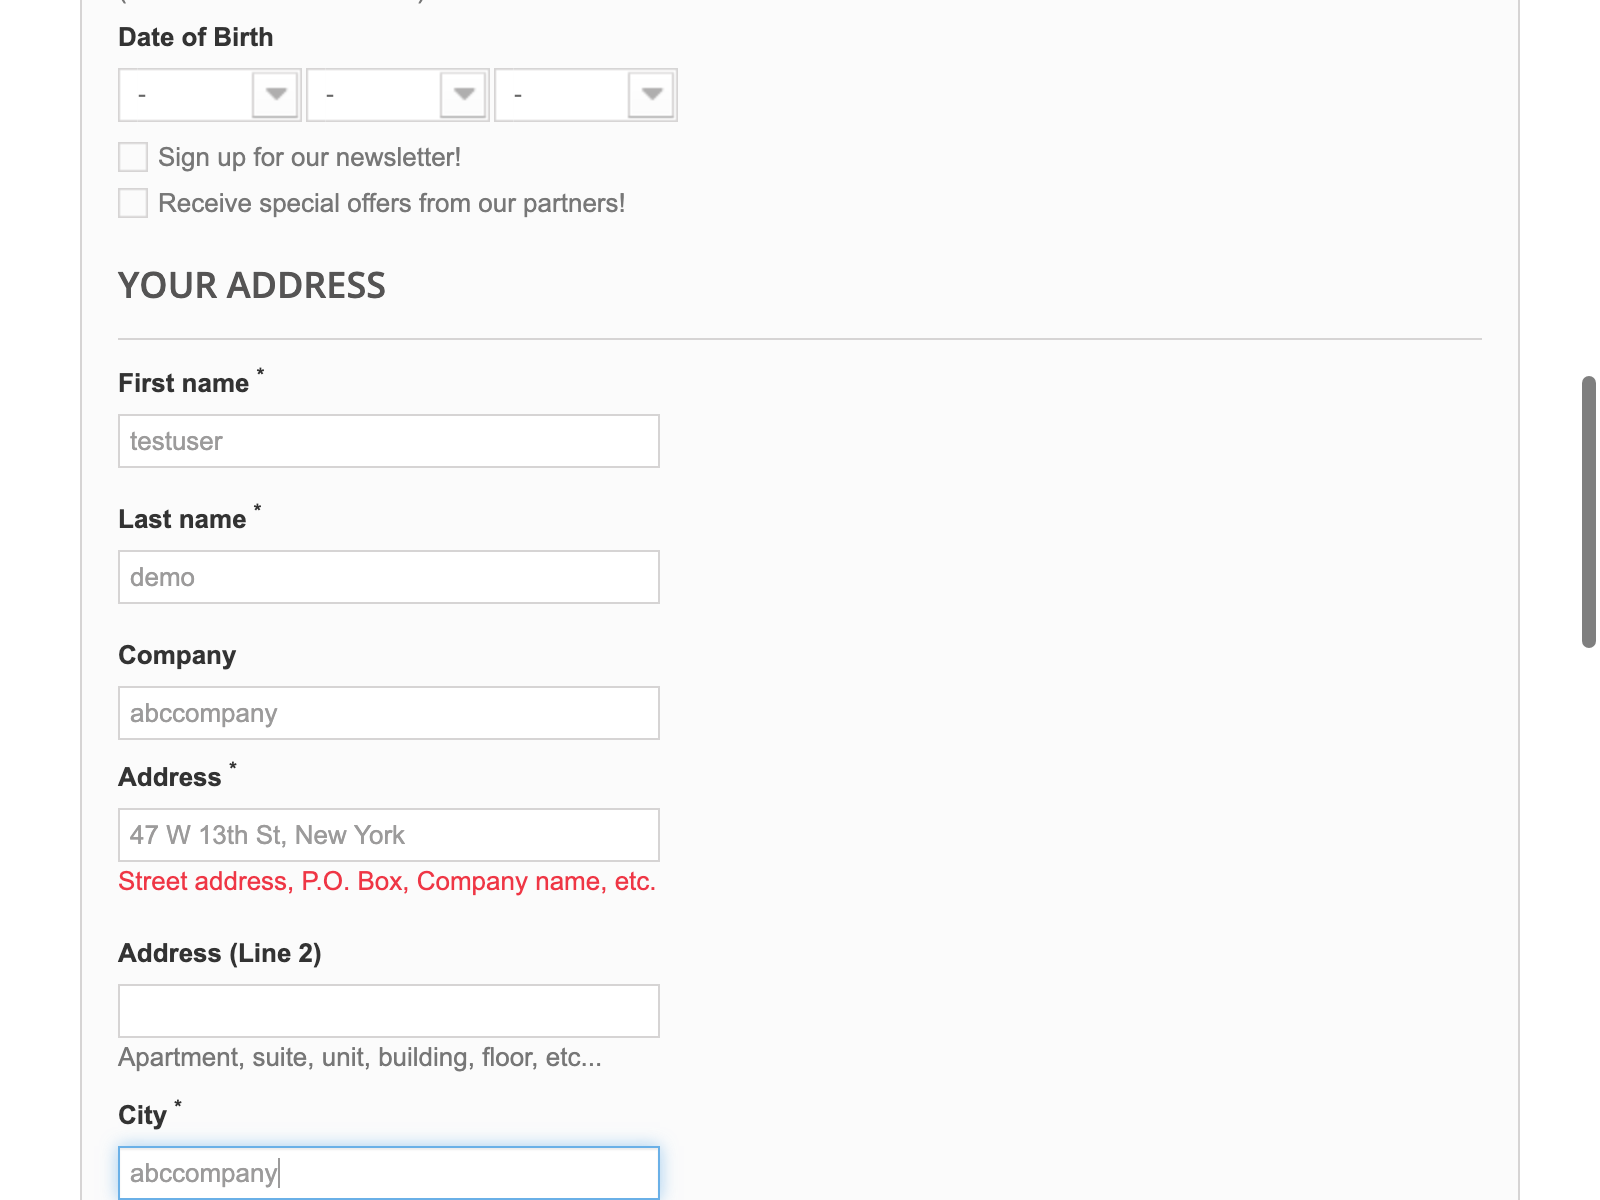 Date of Birth
- - -
Sign up for our newsletter!
Receive special offers from our partners!
YOUR ADDRESS
First name *
testuser
Last name *
demo
Company
abccompany
Address *
47 W 13th St, New York
Street address, P.O. Box, Company name, etc.
Address (Line 2)
Apartment, suite, unit, building, floor, etc...
City *
abccompany